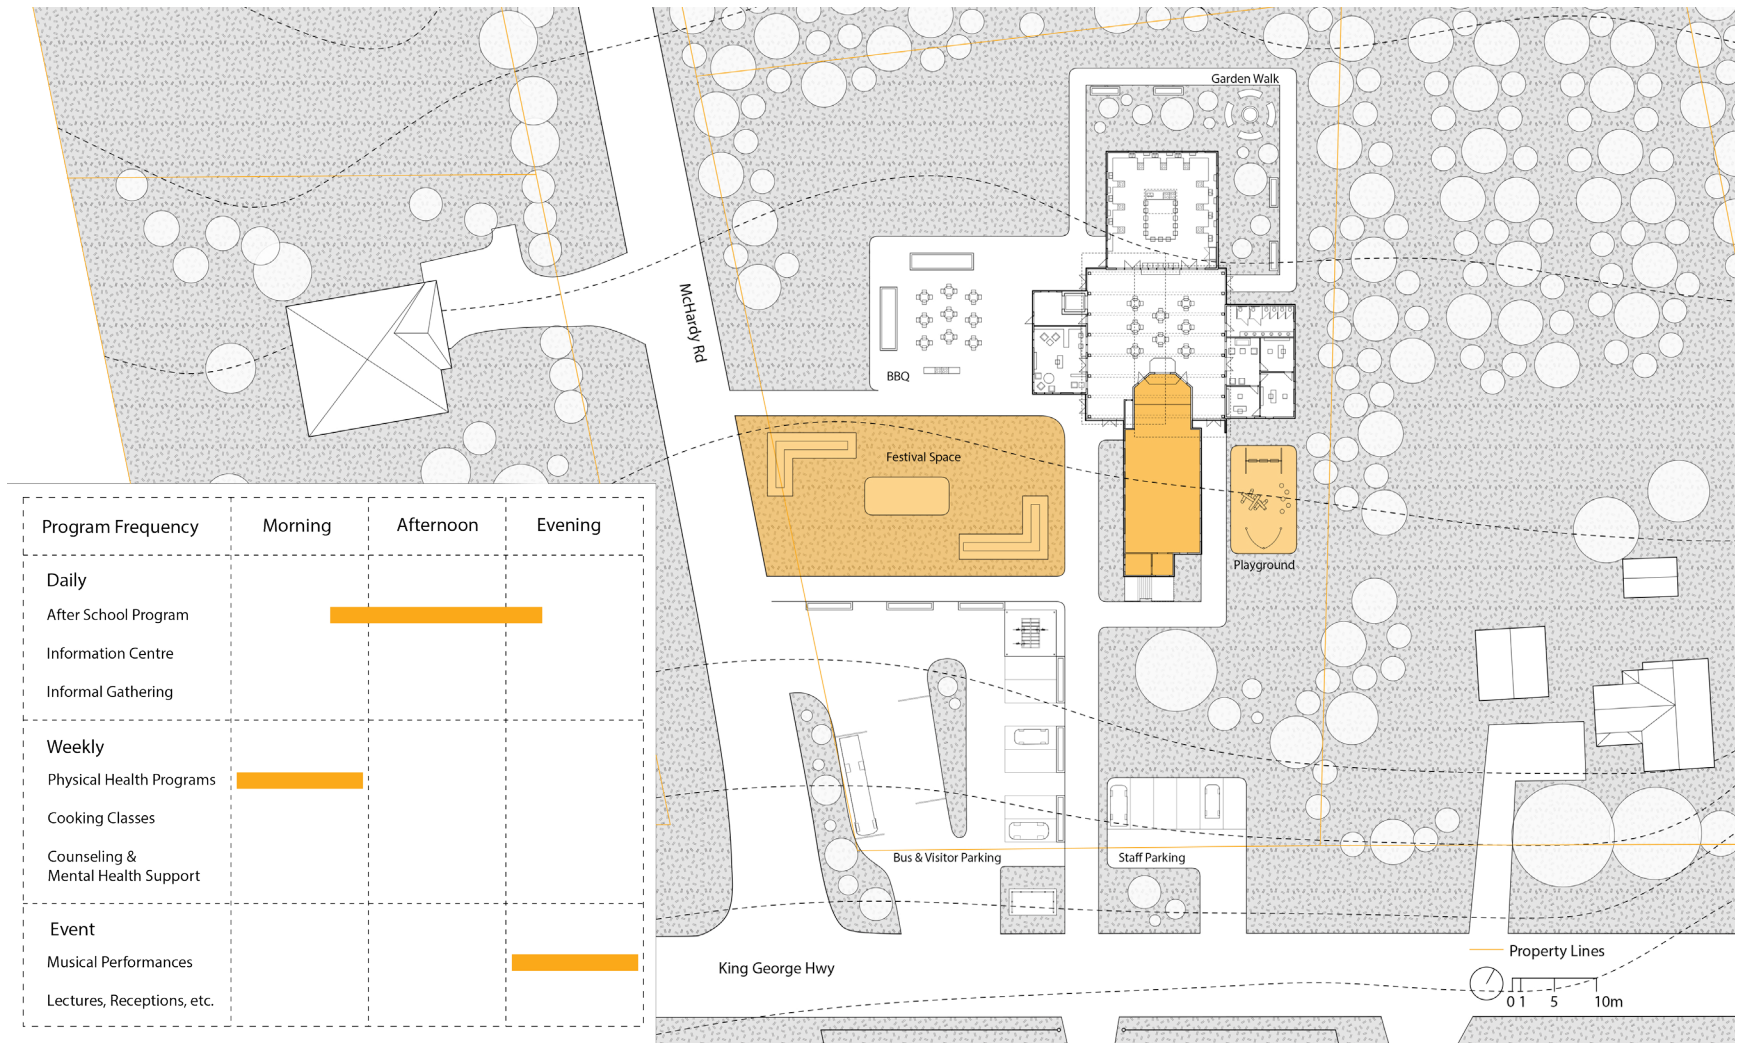 Garden Walk
McHardy Rd
BBQ
Festival Space
Playground
Program Frequency Morning Afternoon Evening
Daily
After School Program
Information Centre
Informal Gathering
Weekly
Physical Health Programs
Cooking Classes
Counseling &
Mental Health Support
Event
Musical Performances
Lectures, Receptions, etc.
Bus & Visitor Parking
Staff Parking
King George Hwy
Property Lines
0 1 5 10m